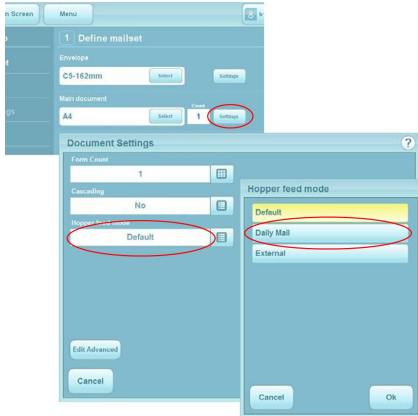 n Screen
Menu
1 Define mailset
Envelope
C5-162mm
Select
Settings
Main document
Count
A4
Select
1
Settings
Document Settings
?
Form Count
1
Cascading
No
Hopper feed mode
Default
Edit Advanced
Cancel
Hopper feed mode
Default
Daily Mail
External
Cancel
Ok